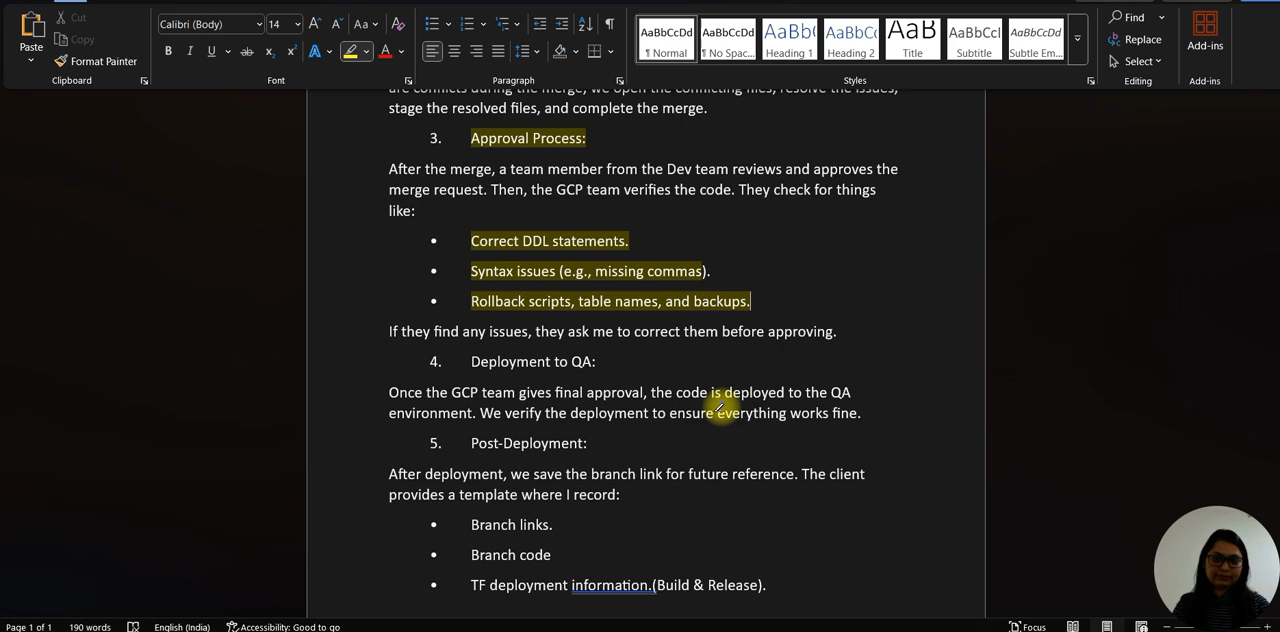 Paste
Cut
Copy
Format Painter
Clipboard
Calibri (Body)
14
Font
Paragraph
AaBbCcDd
¶ Normal
AaBbCcDd
¶ No Spac...
AaBb(
Heading 1
AaBbC(
Heading 2
AaB
Title
AaBbCcI
Subtitle
AaBbCcDd
Subtle Em...
Styles
Find
Replace
Select
Editing
Add-ins
Add-ins
are conflicts during the merge, we open the conflicting files, resolve the issues,
stage the resolved files, and complete the merge.
3. Approval Process:
After the merge, a team member from the Dev team reviews and approves the
merge request. Then, the GCP team verifies the code. They check for things
like:
• Correct DDL statements.
• Syntax issues (e.g., missing commas).
• Rollback scripts, table names, and backups.
If they find any issues, they ask me to correct them before approving.
4. Deployment to QA:
Once the GCP team gives final approval, the code is deployed to the QA
environment. We verify the deployment to ensure everything works fine.
5. Post-Deployment:
After deployment, we save the branch link for future reference. The client
provides a template where I record:
• Branch links.
• Branch code
• TF deployment information.(Build & Release).
Page 1 of 1 190 words English (India) Accessibility: Good to go Focus